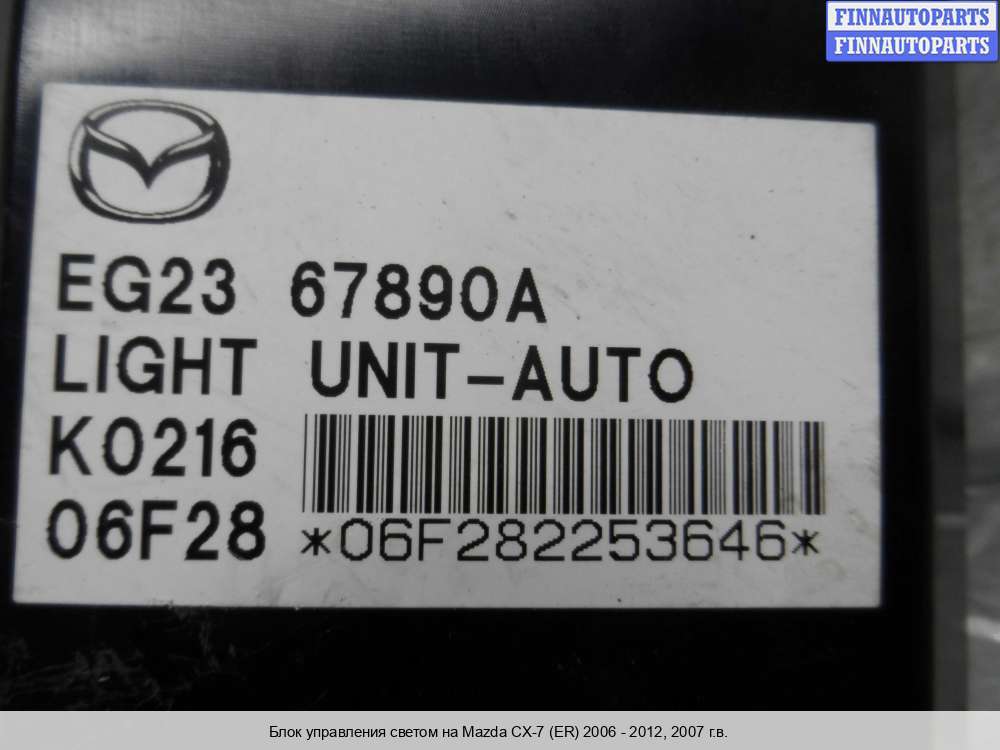 FINNAUTOPARTS
FINNAUTOPARTS
EG23 67890A
LIGHT UNIT-AUTO
K0216
06F28 *06F282253646*
Блок управления светом на Mazda CX-7 (ER) 2006 - 2012, 2007 г.в.